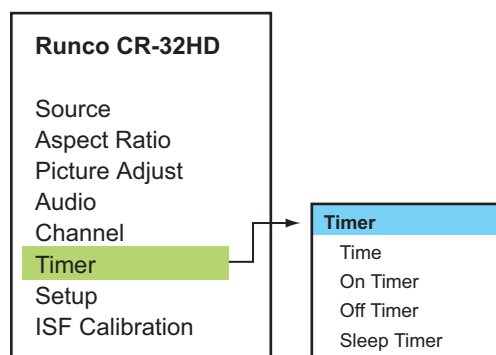 Runco CR-32HD
Source
Aspect Ratio
Picture Adjust
Audio
Channel
Timer
Setup
ISF Calibration
Timer
Time
On Timer
Off Timer
Sleep Timer